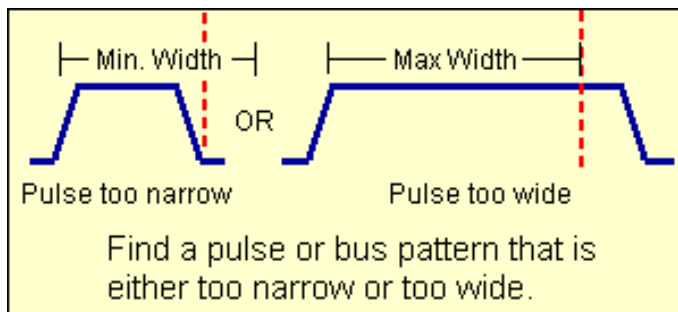 Min. Width
Max Width
OR
Pulse too narrow
Pulse too wide
Find a pulse or bus pattern that is
either too narrow or too wide.